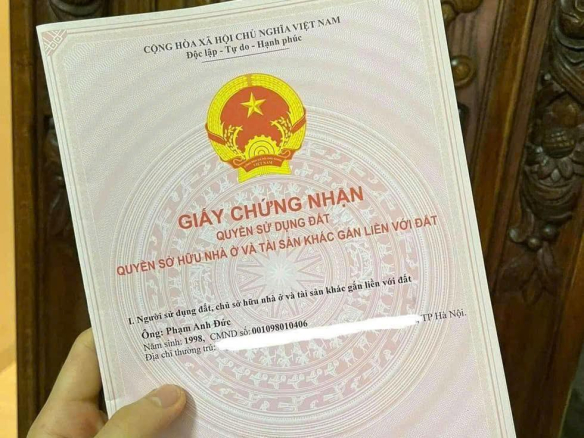 CỘNG HÒA XÃ HỘI CHỦ NGHĨA VIỆT NAM
Độc lập - Tự do - Hạnh phúc
VIỆT NAM
GIẤY CHỨNG NHẬN
QUYỀN SỬ DỤNG ĐẤT
QUYỀN SỞ HỮU NHÀ Ở VÀ TÀI SẢN KHÁC GẮN LIỀN VỚI ĐẤT
I. Người sử dụng đất, chủ sở hữu nhà ở và tài sản khác gắn liền với đất
Ông: Phạm Anh Đức
Năm sinh: 1998, CMND số: 001098010406
Địa chỉ thường trú: , TP Hà Nội.